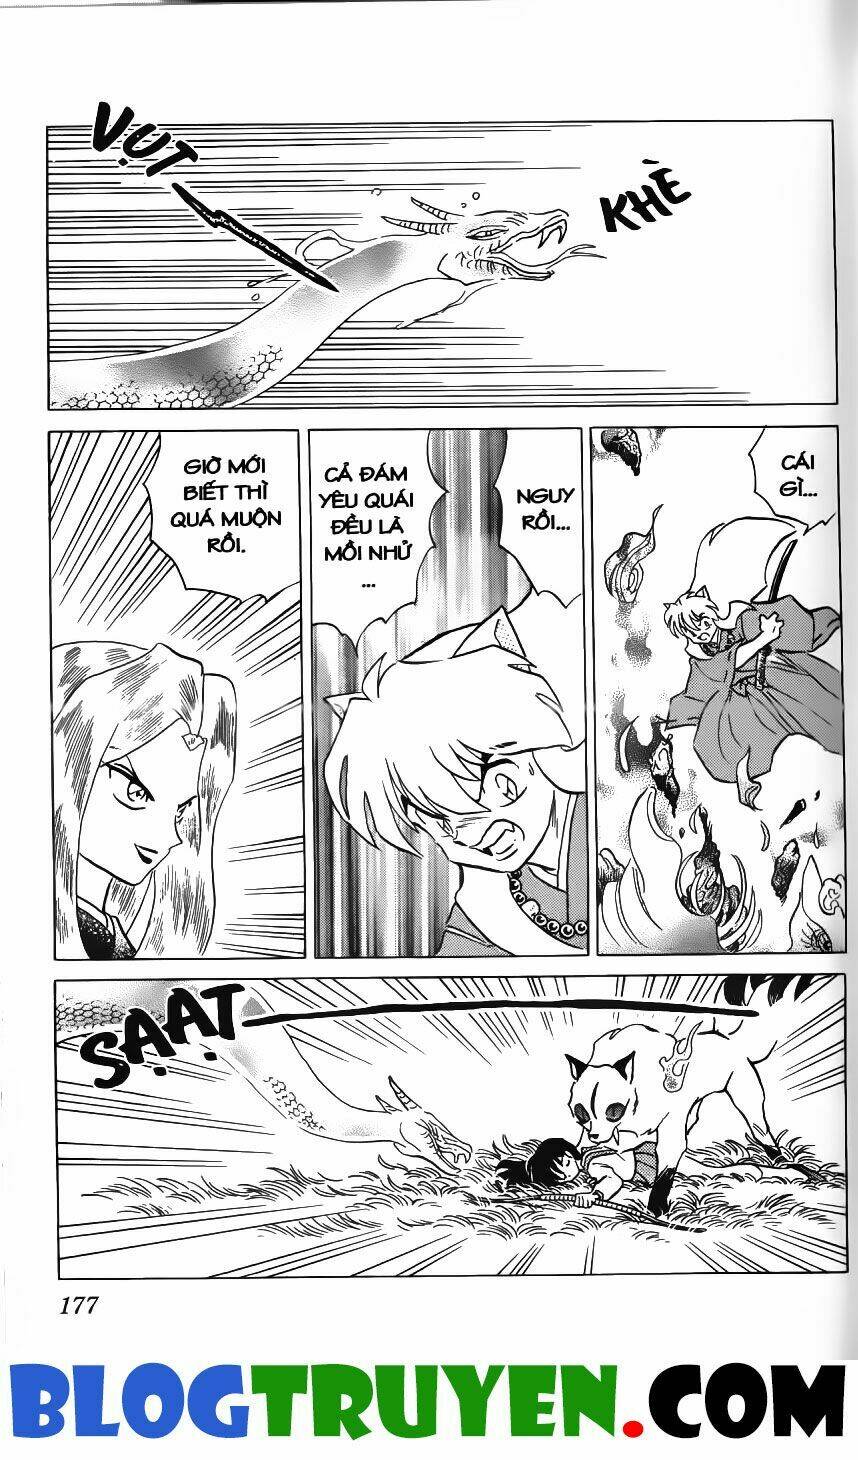 VỤT
KHÈ
CÁI
GÌ...
NGUY
RỒI...
CẢ ĐÁM
YÊU QUÁI
ĐỀU LÀ
MỒI NHỬ
...
GIỜ MỚI
BIẾT THÌ
QUÁ MUỘN
RỒI.
SẠẠT
177
BLOGTRUYEN.COM